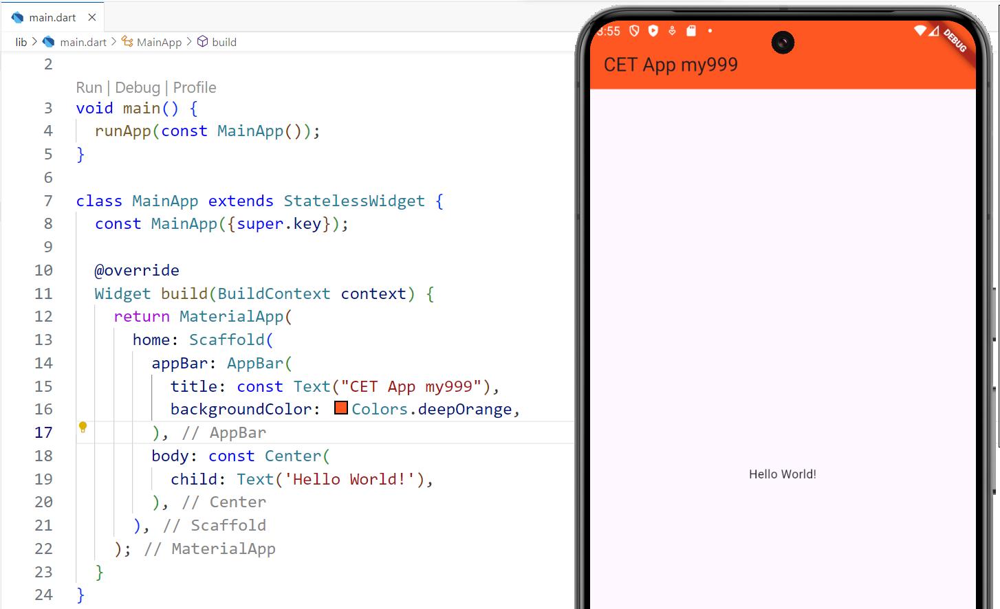 main.dart ×
lib > main.dart > MainApp > build
2
Run | Debug | Profile
3 void main() {
4 runApp(const MainApp());
5 }
6
7 class MainApp extends StatelessWidget {
8 const MainApp({super.key});
9
10 @override
11 Widget build(BuildContext context) {
12 return MaterialApp(
13 home: Scaffold(
14 appBar: AppBar(
15 title: const Text("CET App my999"),
16 backgroundColor: Colors.deepOrange,
17 ), // AppBar
18 body: const Center(
19 child: Text('Hello World!'),
20 ), // Center
21 ), // Scaffold
22 ); // MaterialApp
23 }
24 }
3:55
DEBUG
CET App my999
Hello World!